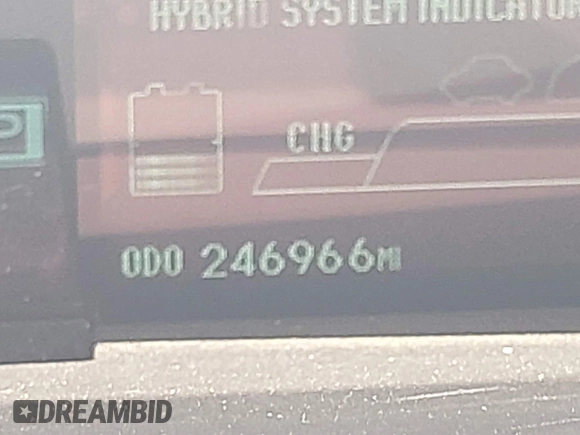 HYBRID SYSTEM INDICATOR
P
CHG
ODO 246966MI
DREAMBID